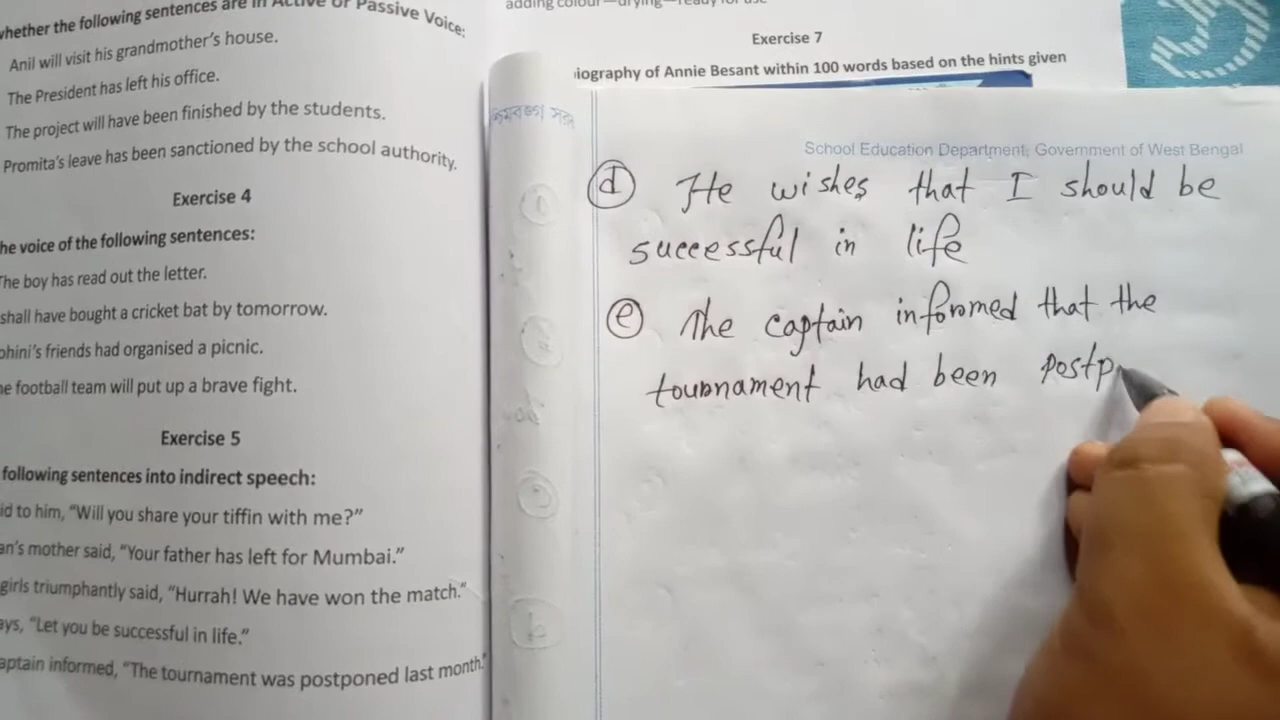 whether the following sentences are in Active or Passive Voice:
Anil will visit his grandmother's house.
The President has left his office.
The project will have been finished by the students.
Promita's leave has been sanctioned by the school authority.
Exercise 4
he voice of the following sentences:
The boy has read out the letter.
shall have bought a cricket bat by tomorrow.
ohini's friends had organised a picnic.
he football team will put up a brave fight.
Exercise 5
following sentences into indirect speech:
id to him, "Will you share your tiffin with me?"
an's mother said, "Your father has left for Mumbai."
girls triumphantly said, "Hurrah! We have won the match."
ays, "Let you be successful in life."
aptain informed, "The tournament was postponed last month."
adding colour—drying—ready for use
Exercise 7
iography of Annie Besant within 100 words based on the hints given
School Education Department, Government of West Bengal
d He wishes that I should be
successful in life
e The captain informed that the
tournament had been postp